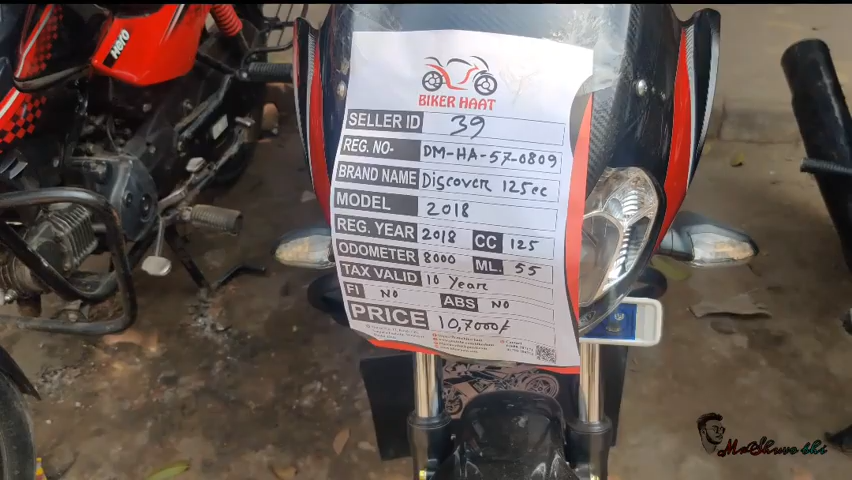 Hero
BIKER HAAT
SELLER ID 39
REG. NO- DM-HA-57-0809
BRAND NAME Discover 125cc
MODEL 2018
REG. YEAR 2018 CC 125
ODOMETER 8000 ML. 55
TAX VALID 10 Year
FI NO ABS NO
PRICE 10,7000/-